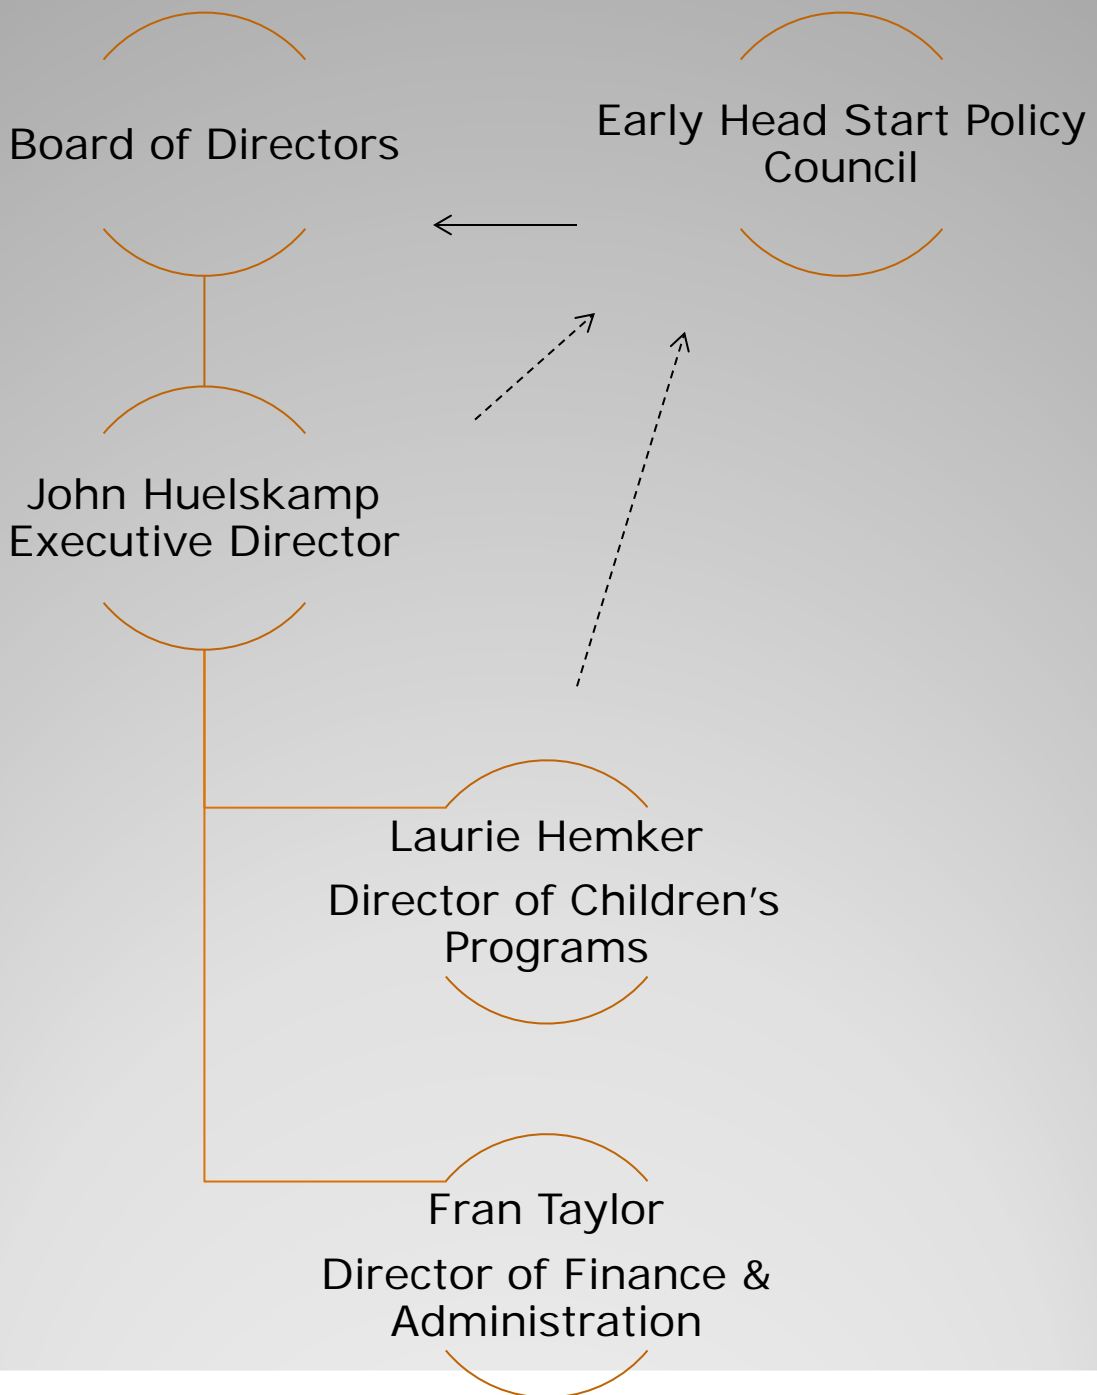 Board of Directors
Early Head Start Policy
Council
John Huelskamp
Executive Director
Laurie Hemker
Director of Children's
Programs
Fran Taylor
Director of Finance &
Administration